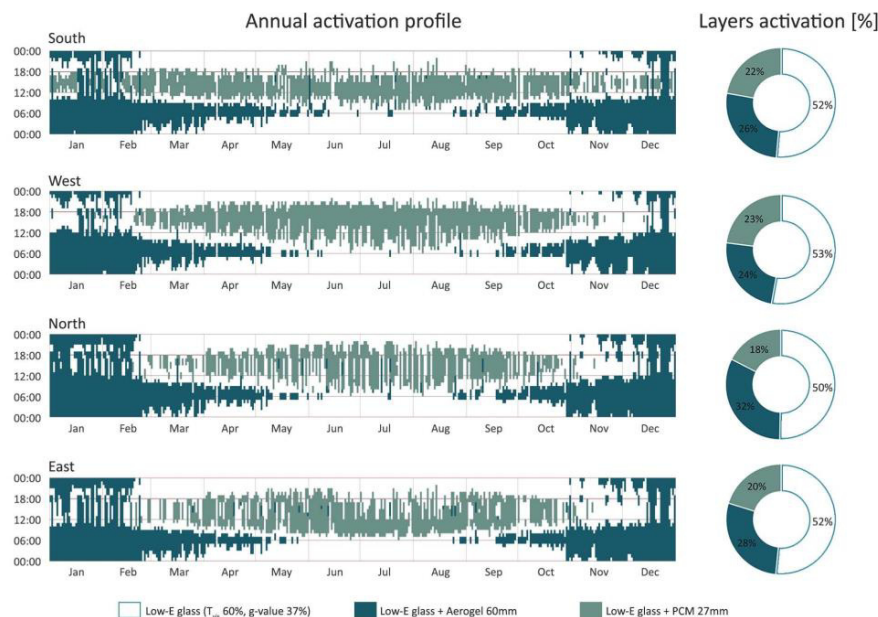 Annual activation profile
Layers activation [%]
South
00:00
18:00
12:00
06:00
00:00
Jan Feb Mar Apr May Jun Jul Aug Sep Oct Nov Dec
22%
52%
26%
West
00:00
18:00
12:00
06:00
00:00
Jan Feb Mar Apr May Jun Jul Aug Sep Oct Nov Dec
23%
53%
24%
North
00:00
18:00
12:00
06:00
00:00
Jan Feb Mar Apr May Jun Jul Aug Sep Oct Nov Dec
18%
50%
32%
East
00:00
18:00
12:00
06:00
00:00
Jan Feb Mar Apr May Jun Jul Aug Sep Oct Nov Dec
20%
52%
28%
Low-E glass (T 60%, g-value 37%)
Low-E glass + Aerogel 60mm
Low-E glass + PCM 27mm